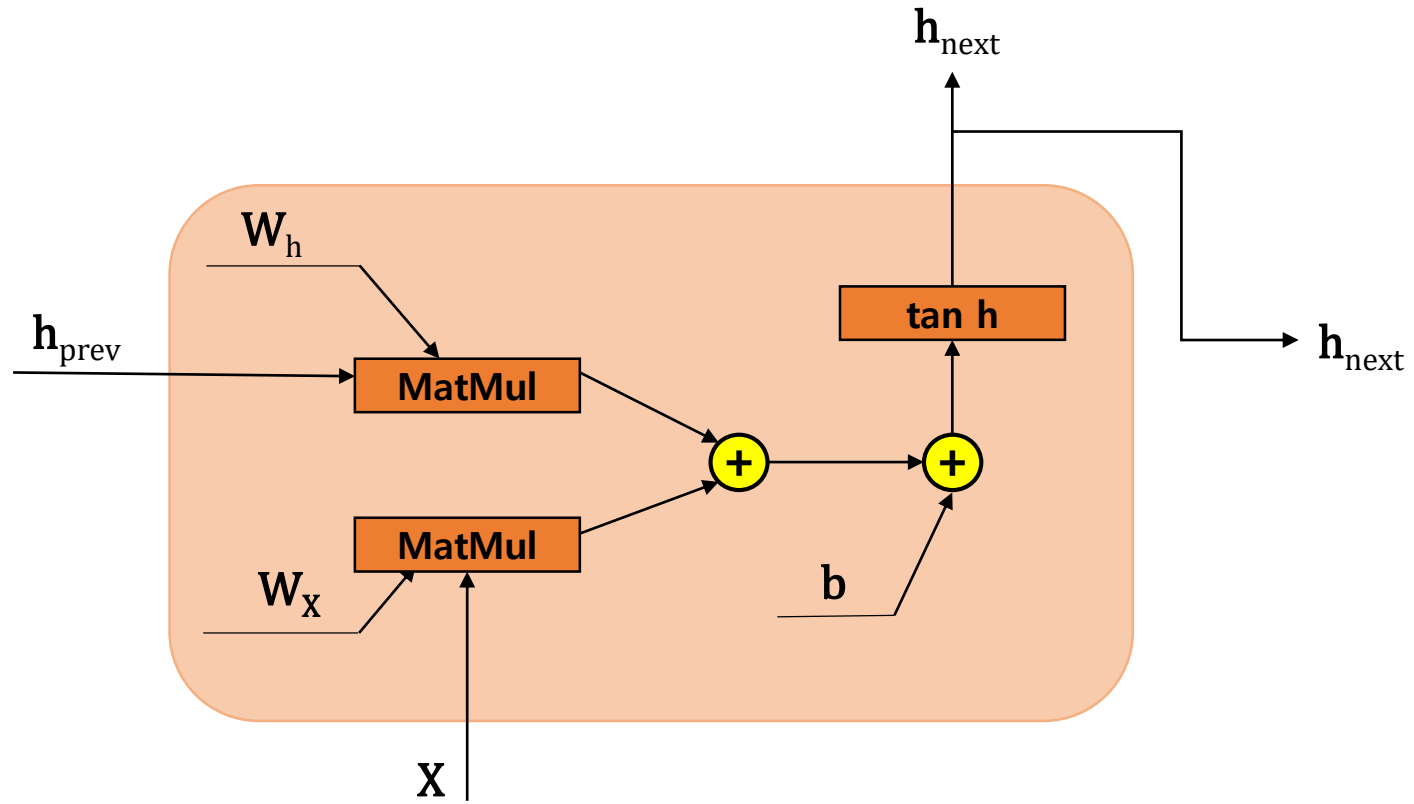 h_next
W_h
tan h
h_prev
h_next
MatMul
+
+
MatMul
W_x
b
x